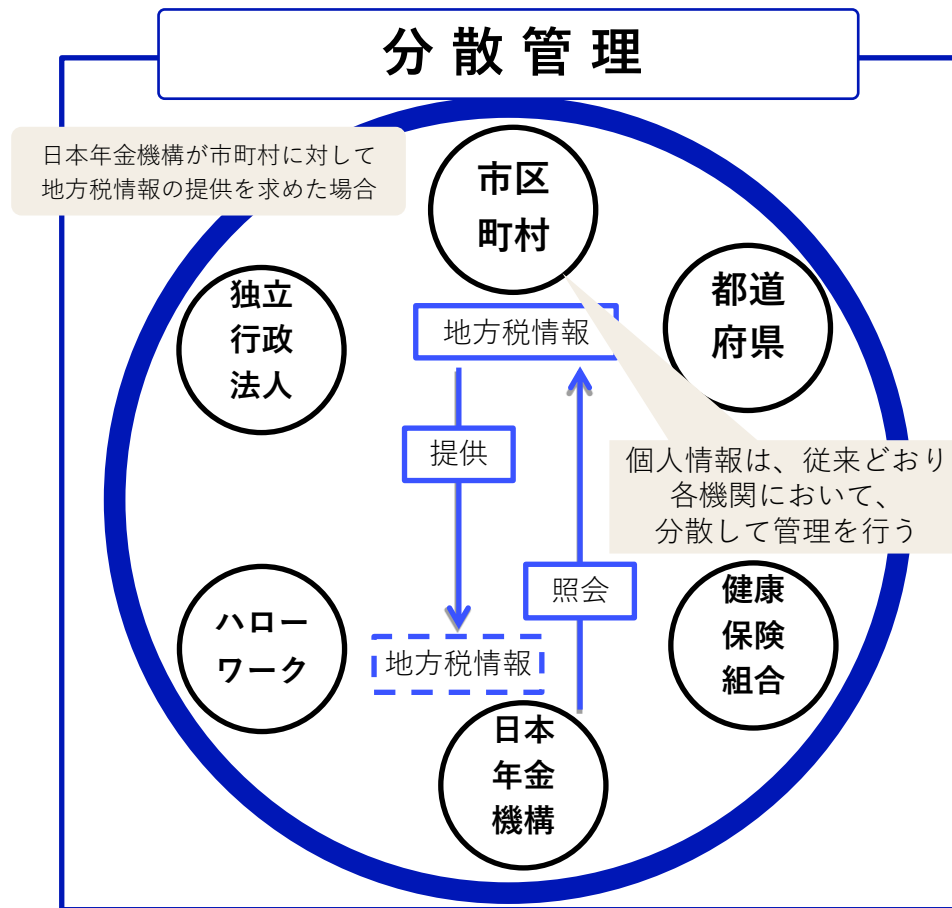 分散管理
日本年金機構が市町村に対して
地方税情報の提供を求めた場合
市区
町村
独立
行政
法人
都道
府県
地方税情報
提供
個人情報は、従来どおり
各機関において、
分散して管理を行う
照会
ハロー
ワーク
地方税情報
健康
保険
組合
日本
年金
機構